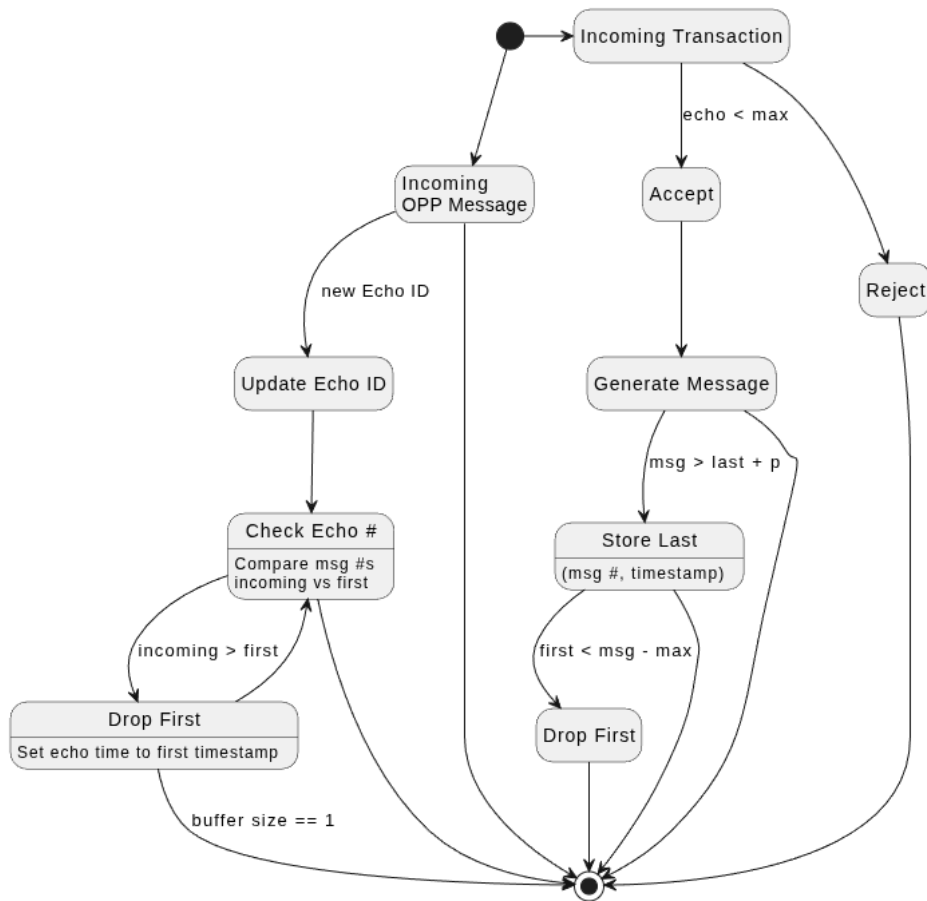 Incoming Transaction
echo < max
Incoming
OPP Message
Accept
Reject
new Echo ID
Update Echo ID
Generate Message
msg > last + p
Check Echo #
Compare msg #s
incoming vs first
Store Last
(msg #, timestamp)
incoming > first
first < msg - max
Drop First
Set echo time to first timestamp
Drop First
buffer size == 1